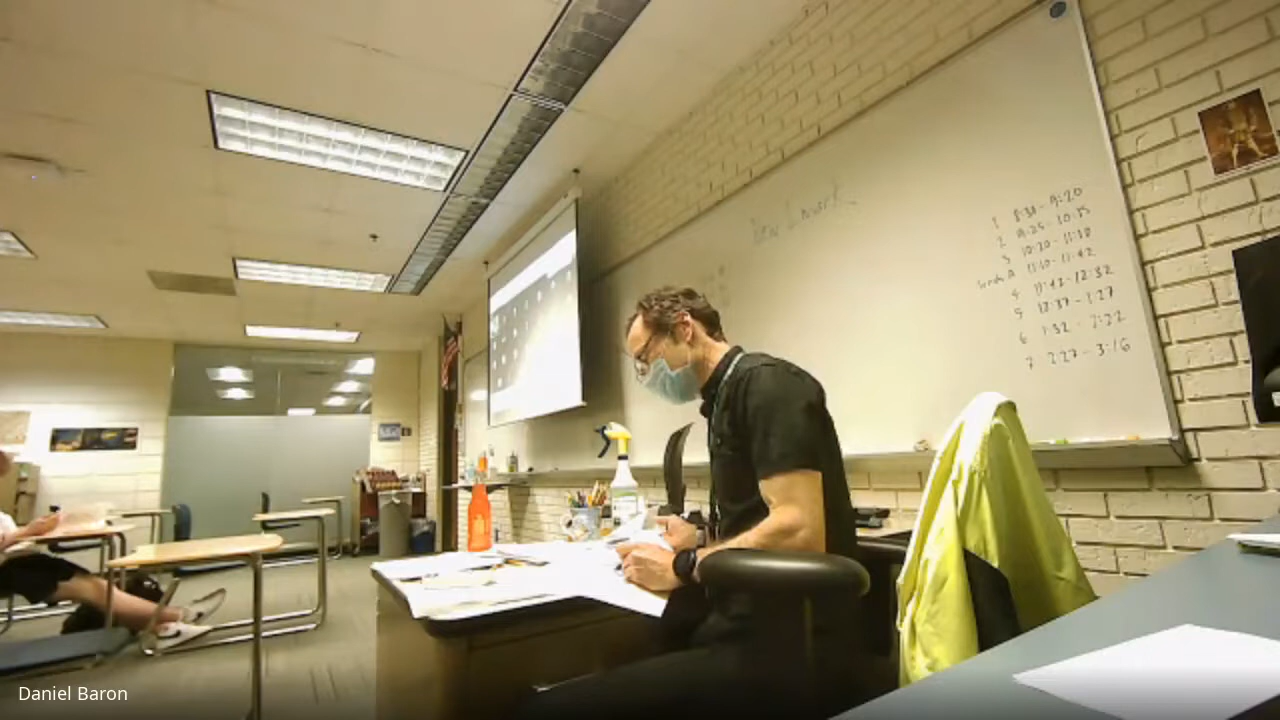 1 8:30 - 9:20
2 9:25 - 10:15
3 10:20 - 11:10
11:10 - 11:42
4 11:42 - 12:32
5 12:37 - 1:27
6 1:32 - 2:22
7 2:27 - 3:16
Daniel Baron